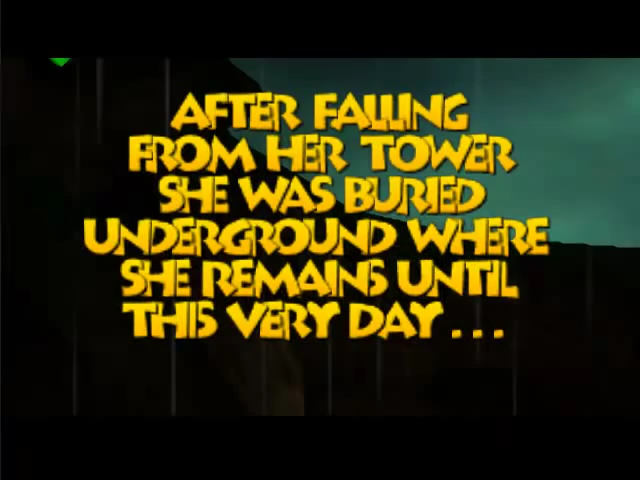 AFTER FALLING
FROM HER TOWER
SHE WAS BURIED
UNDERGROUND WHERE
SHE REMAINS UNTIL
THIS VERY DAY . . .